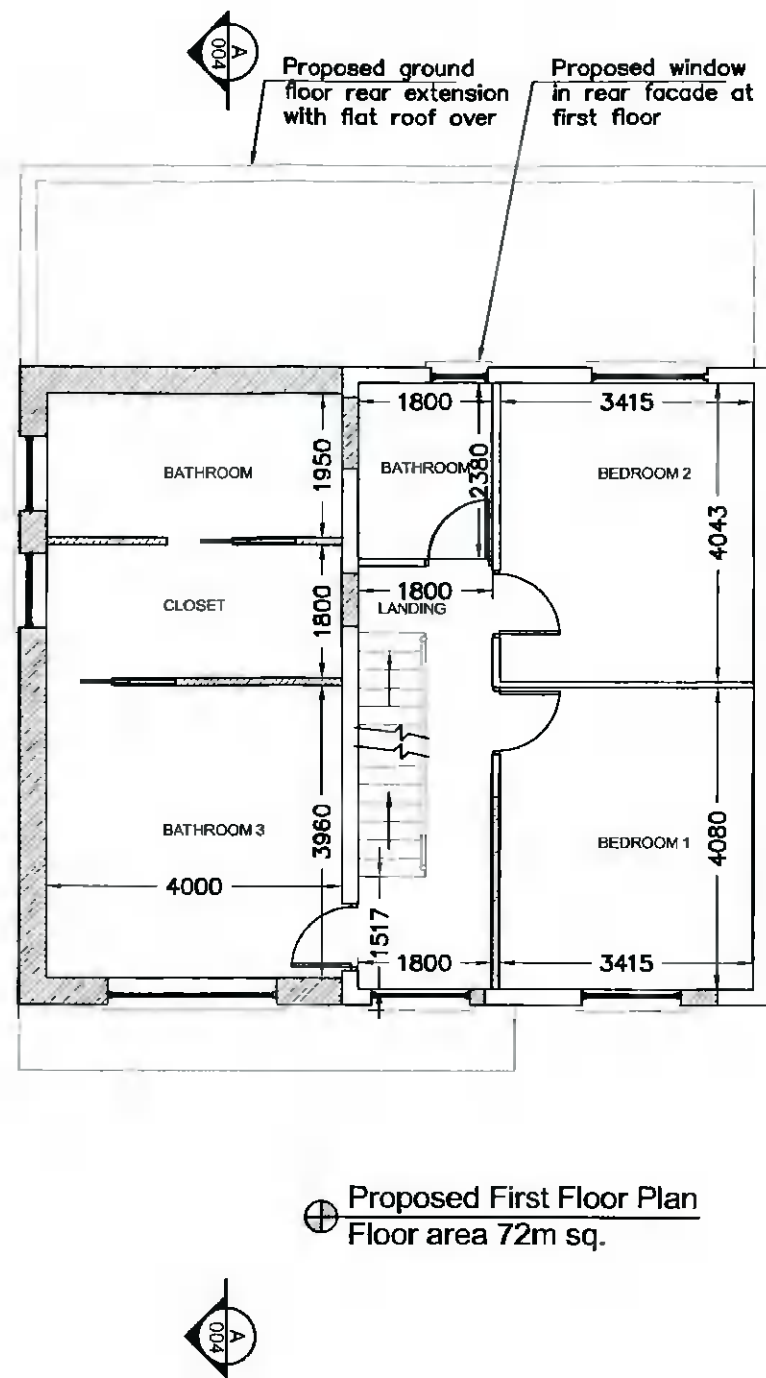 A
004
Proposed ground
floor rear extension
with flat roof over
Proposed window
in rear facade at
first floor
1800
3415
BATHROOM
1950
BATHROOM
2380
BEDROOM 2
4043
CLOSET
1800
1800
LANDING
BATHROOM 3
3960
BEDROOM 1
4080
4000
1517
1800
3415
Proposed First Floor Plan
Floor area 72m sq.
A
004